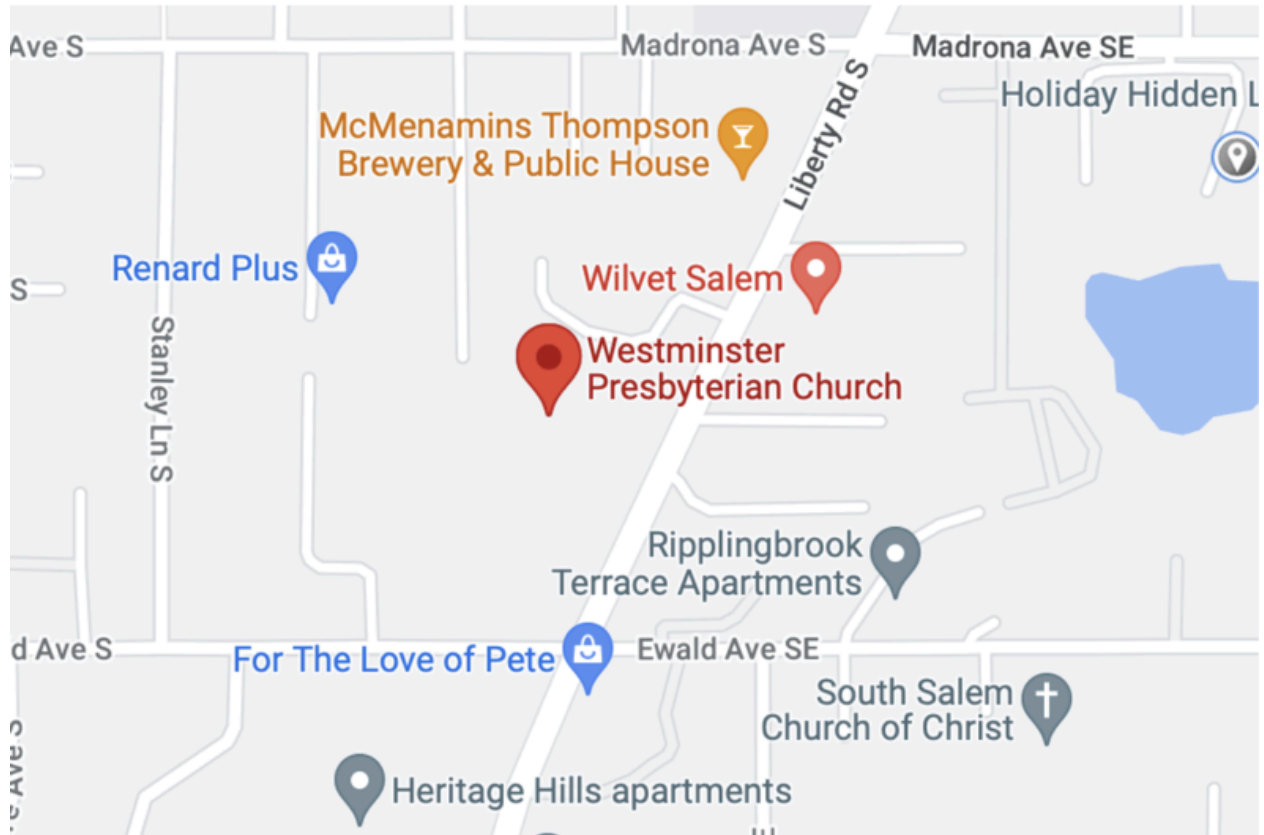 Ave S
Madrona Ave S
Madrona Ave SE
Holiday Hidden L
McMenamins Thompson
Brewery & Public House
Liberty Rd S
Renard Plus
Wilvet Salem
S
Stanley Ln S
Westminster
Presbyterian Church
Ripplingbrook
Terrace Apartments
d Ave S
For The Love of Pete
Ewald Ave SE
South Salem
Church of Christ
e Ave S
Heritage Hills apartments